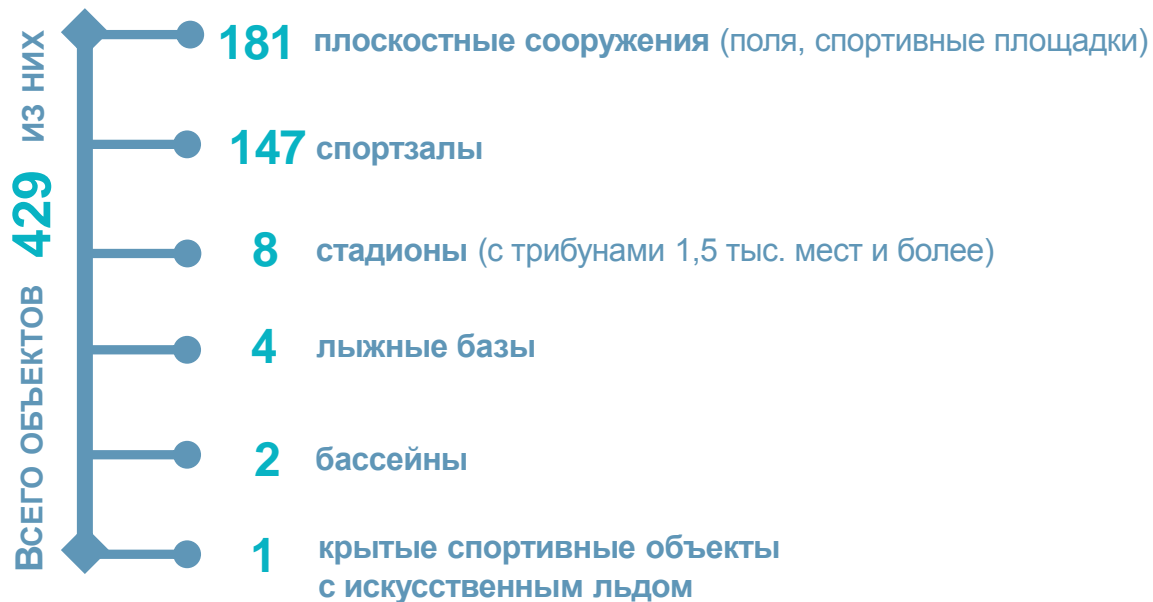 Всего объектов 429 из них
181 плоскостные сооружения (поля, спортивные площадки)
147 спортзалы
8 стадионы (с трибунами 1,5 тыс. мест и более)
4 лыжные базы
2 бассейны
1 крытые спортивные объекты
с искусственным льдом